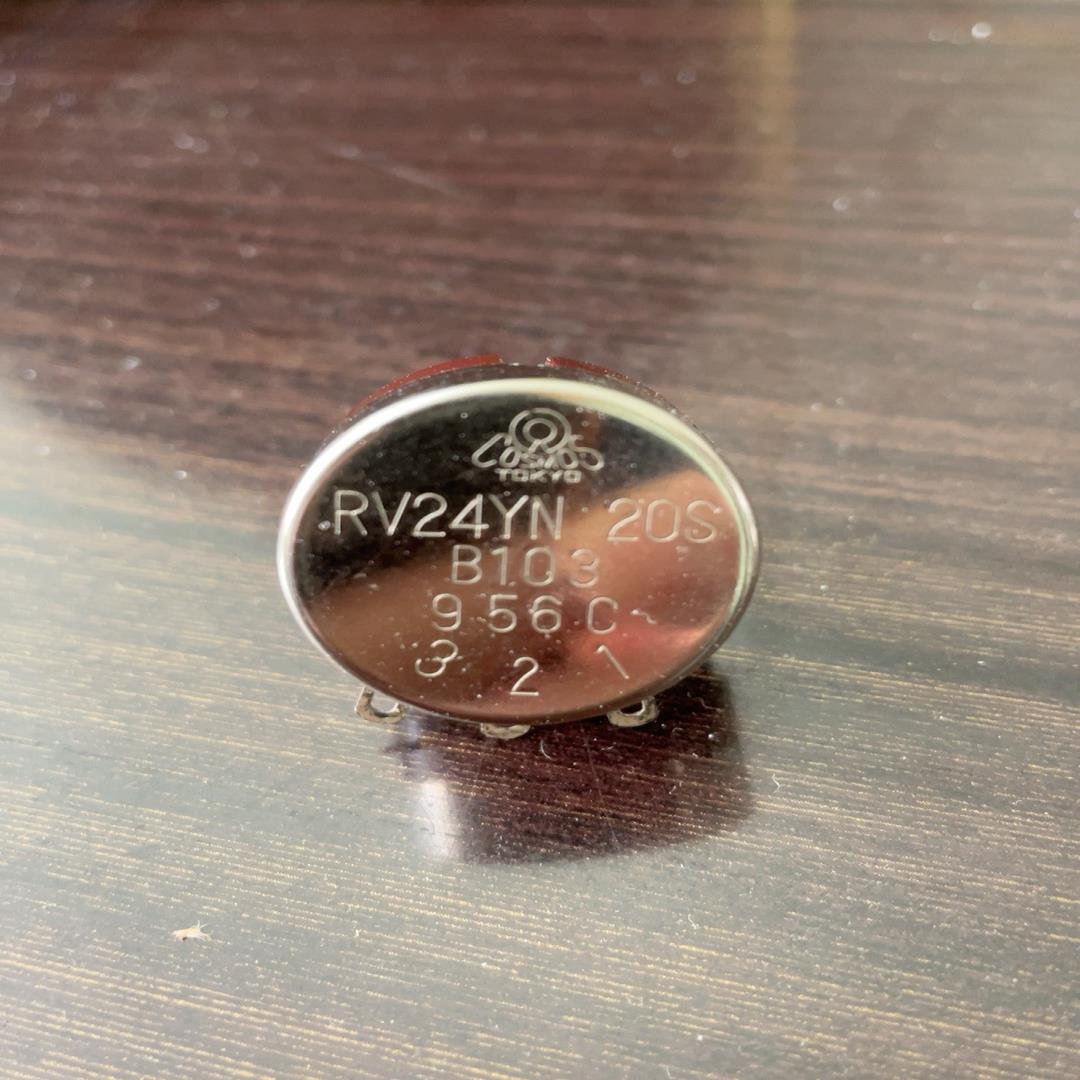 COSMOS
TOKYO
RV24YN 20S
B103
956C
3 2 1